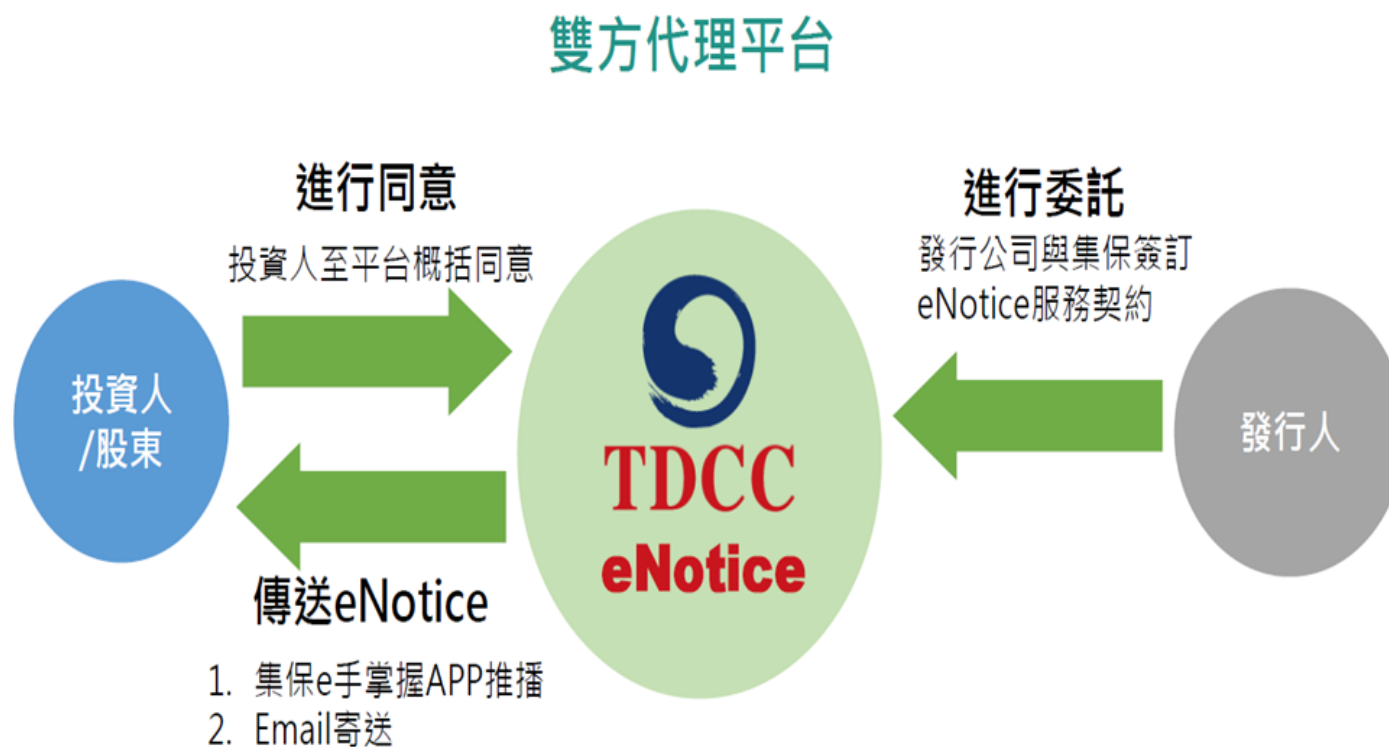 雙方代理平台
進行同意
投資人至平台概括同意
進行委託
發行公司與集保簽訂
eNotice服務契約
投資人
/股東
TDCC
eNotice
發行人
傳送eNotice
1. 集保e手掌握APP推播
2. Email寄送